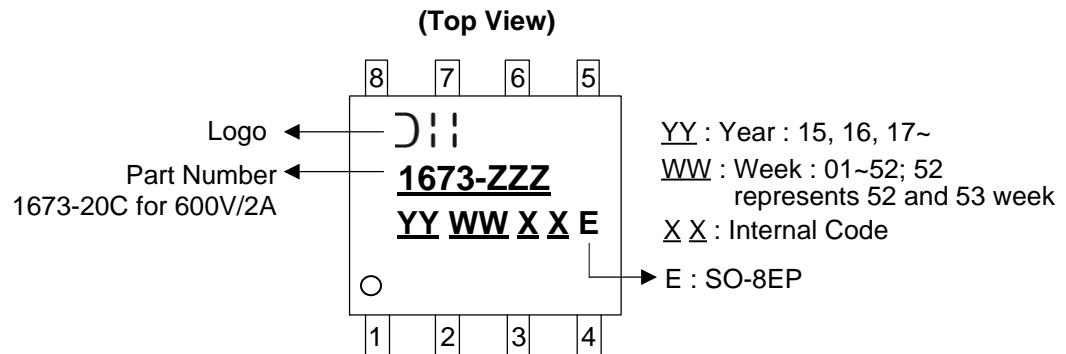 (Top View)
8 7 6 5
Logo
Part Number
1673-20C for 600V/2A
1673-ZZZ
YY WW X X E
YY : Year : 15, 16, 17~
WW : Week : 01~52; 52
represents 52 and 53 week
X X : Internal Code
E : SO-8EP
1 2 3 4